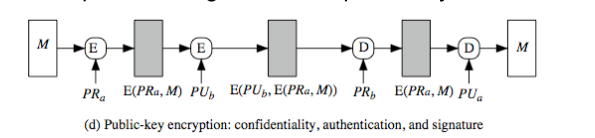 M E E D D M
PRa E(PRa, M) PUb E(PUb, E(PRa, M)) PRb E(PRa, M) PUa
(d) Public-key encryption: confidentiality, authentication, and signature